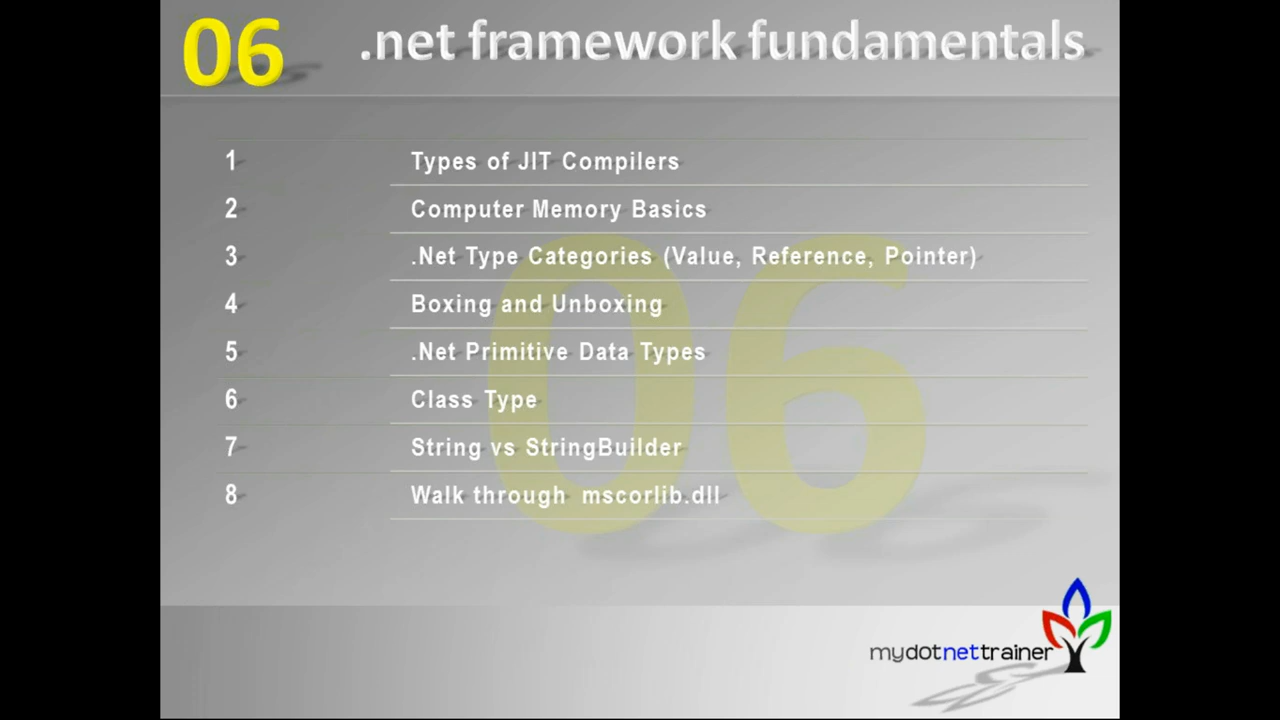 06 .net framework fundamentals
1 Types of JIT Compilers
2 Computer Memory Basics
3 .Net Type Categories (Value, Reference, Pointer)
4 Boxing and Unboxing
5 .Net Primitive Data Types
6 Class Type
7 String vs StringBuilder
8 Walk through mscorlib.dll
06
mydotnettrainer